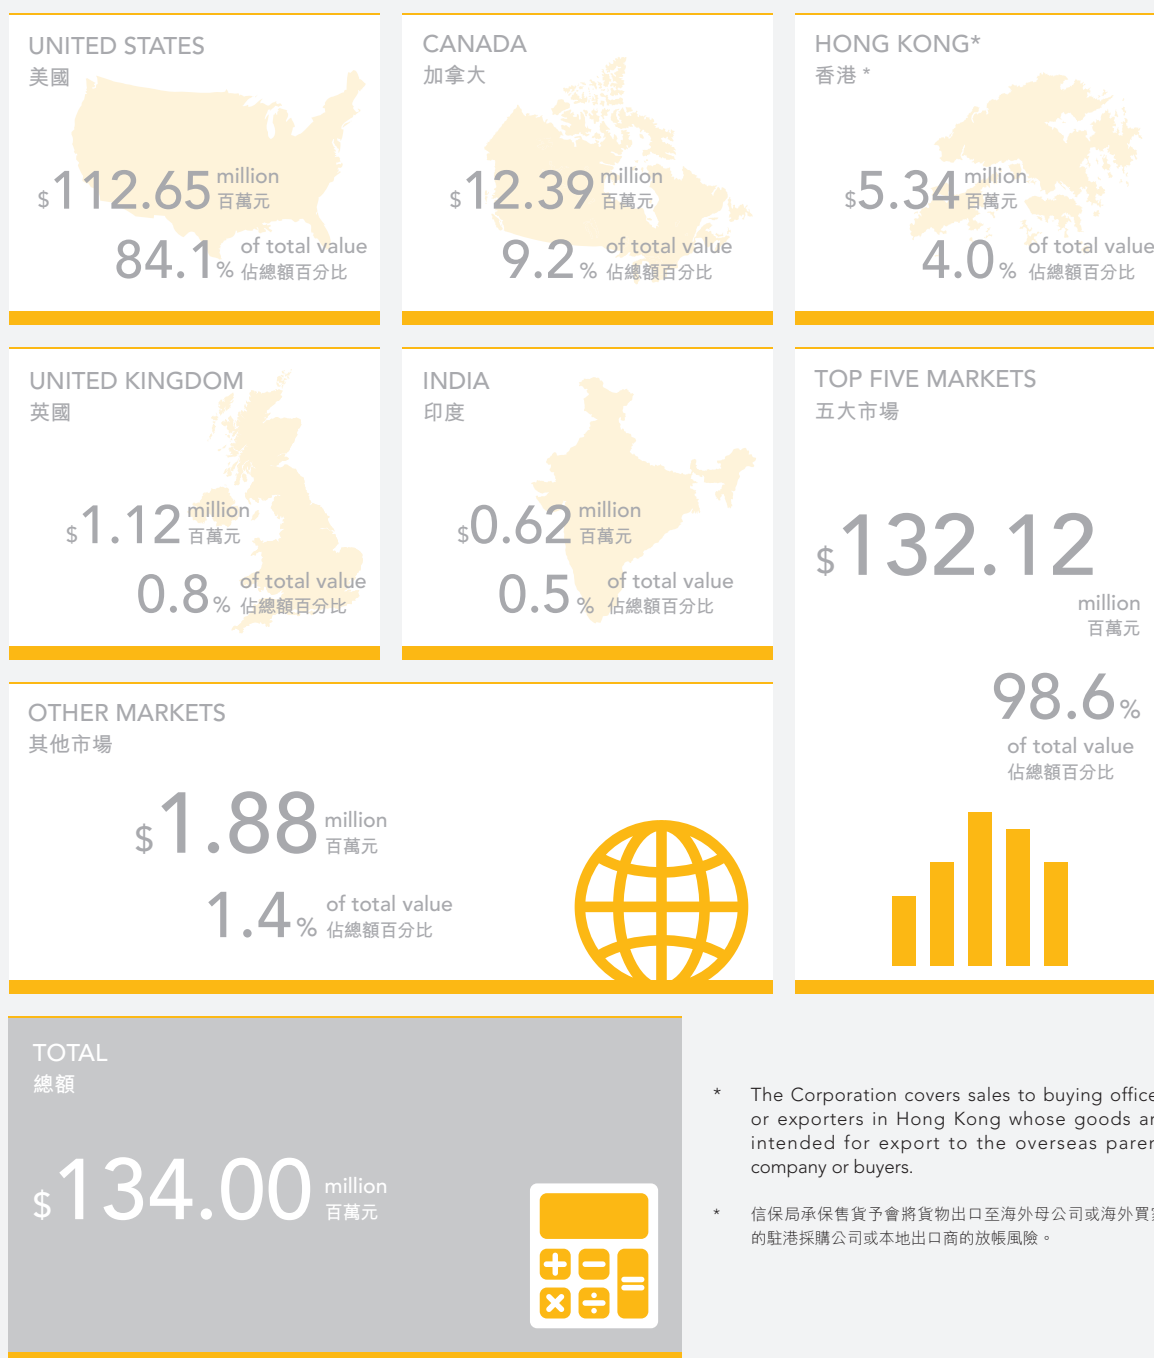 UNITED STATES
美國
$112.65 million
百萬元
84.1% of total value
佔總額百分比
CANADA
加拿大
$12.39 million
百萬元
9.2% of total value
佔總額百分比
HONG KONG*
香港 *
$5.34 million
百萬元
4.0% of total value
佔總額百分比
UNITED KINGDOM
英國
$1.12 million
百萬元
0.8% of total value
佔總額百分比
INDIA
印度
$0.62 million
百萬元
0.5% of total value
佔總額百分比
TOP FIVE MARKETS
五大市場
$132.12
million
百萬元
98.6%
of total value
佔總額百分比
OTHER MARKETS
其他市場
$1.88 million
百萬元
1.4% of total value
佔總額百分比
TOTAL
總額
$134.00 million
百萬元
* The Corporation covers sales to buying office
or exporters in Hong Kong whose goods ar
intended for export to the overseas paren
company or buyers.
* 信保局承保售貨予會將貨物出口至海外母公司或海外買
的駐港採購公司或本地出口商的放帳風險。